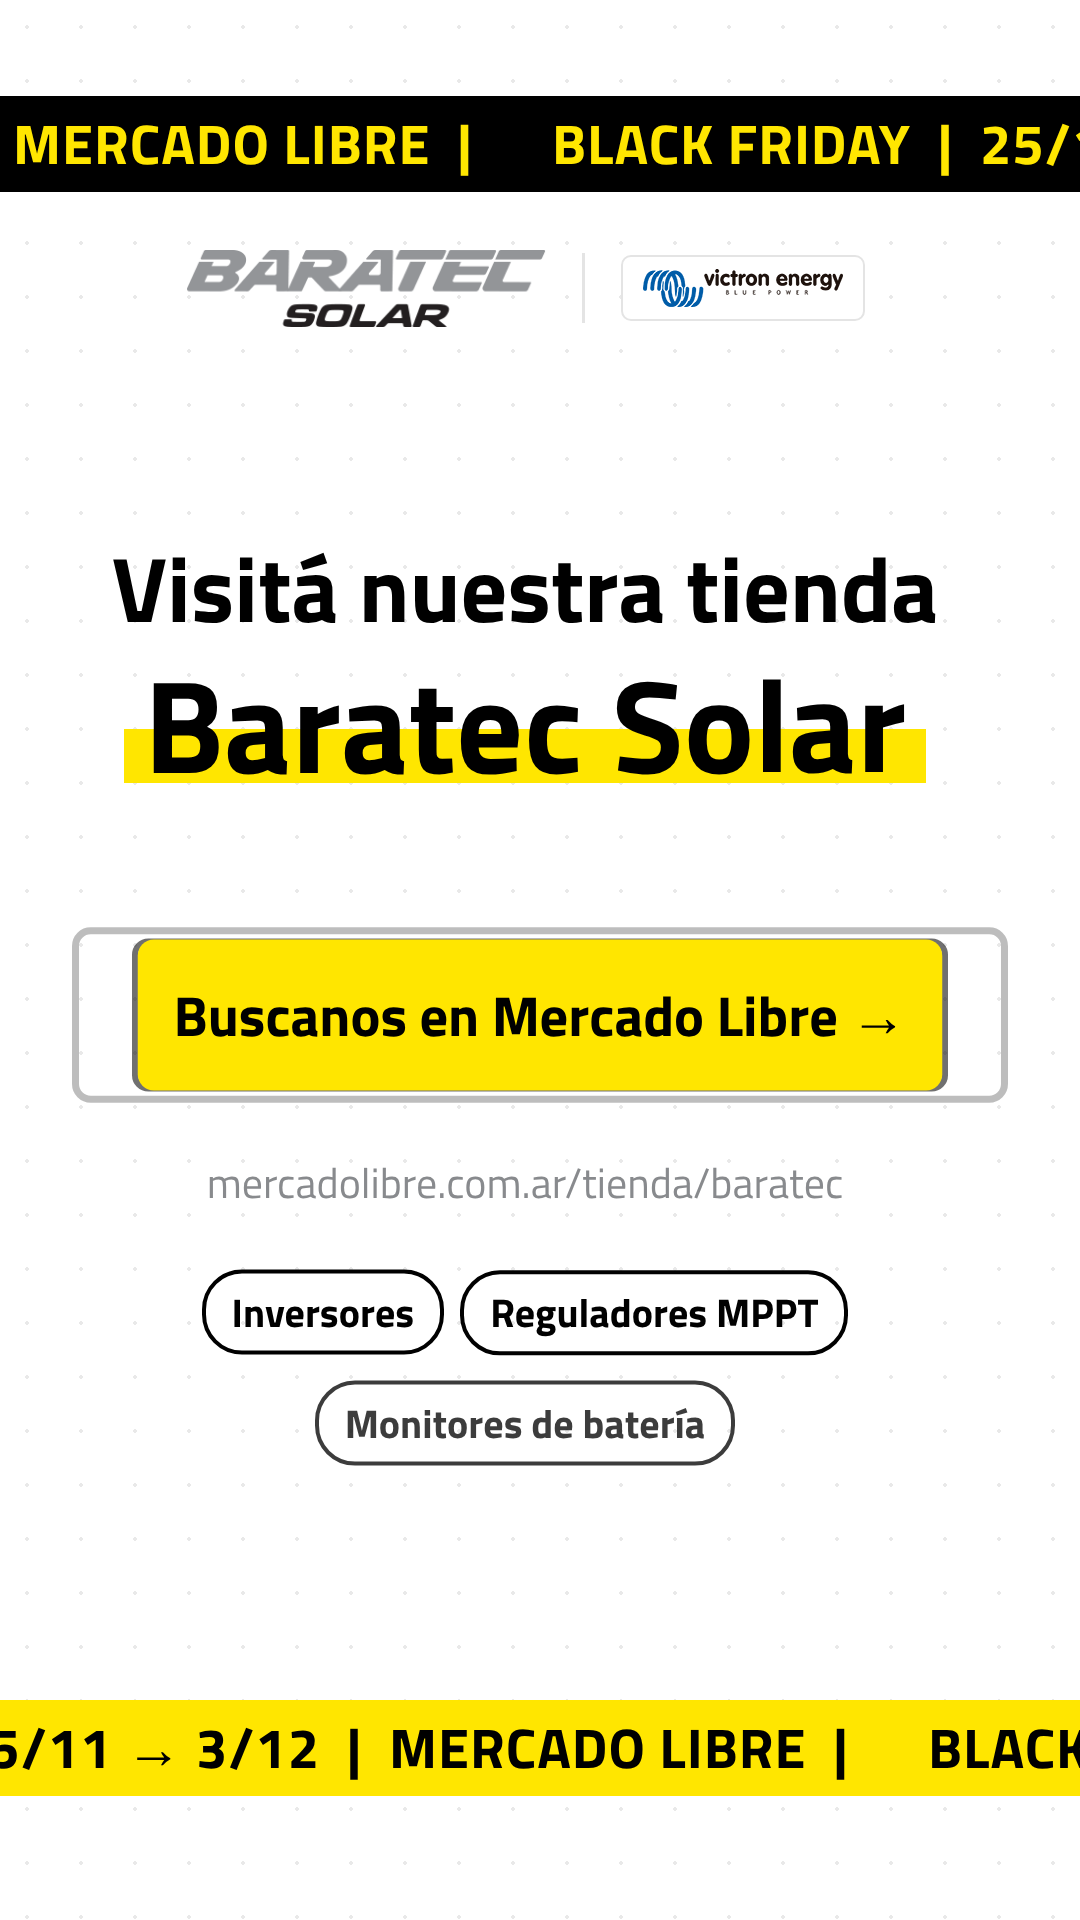 MERCADO LIBRE | BLACK FRIDAY | 25/
BARATEC
SOLAR
victron energy
BLUE POWER
Visitá nuestra tienda
Baratec Solar
Buscanos en Mercado Libre →
mercadolibre.com.ar/tienda/baratec
Inversores
Reguladores MPPT
Monitores de batería
5/11 → 3/12 | MERCADO LIBRE | BLACK